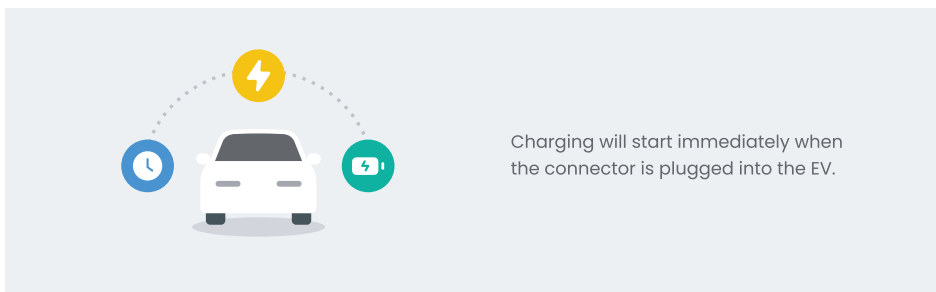 Charging will start immediately when
the connector is plugged into the EV.